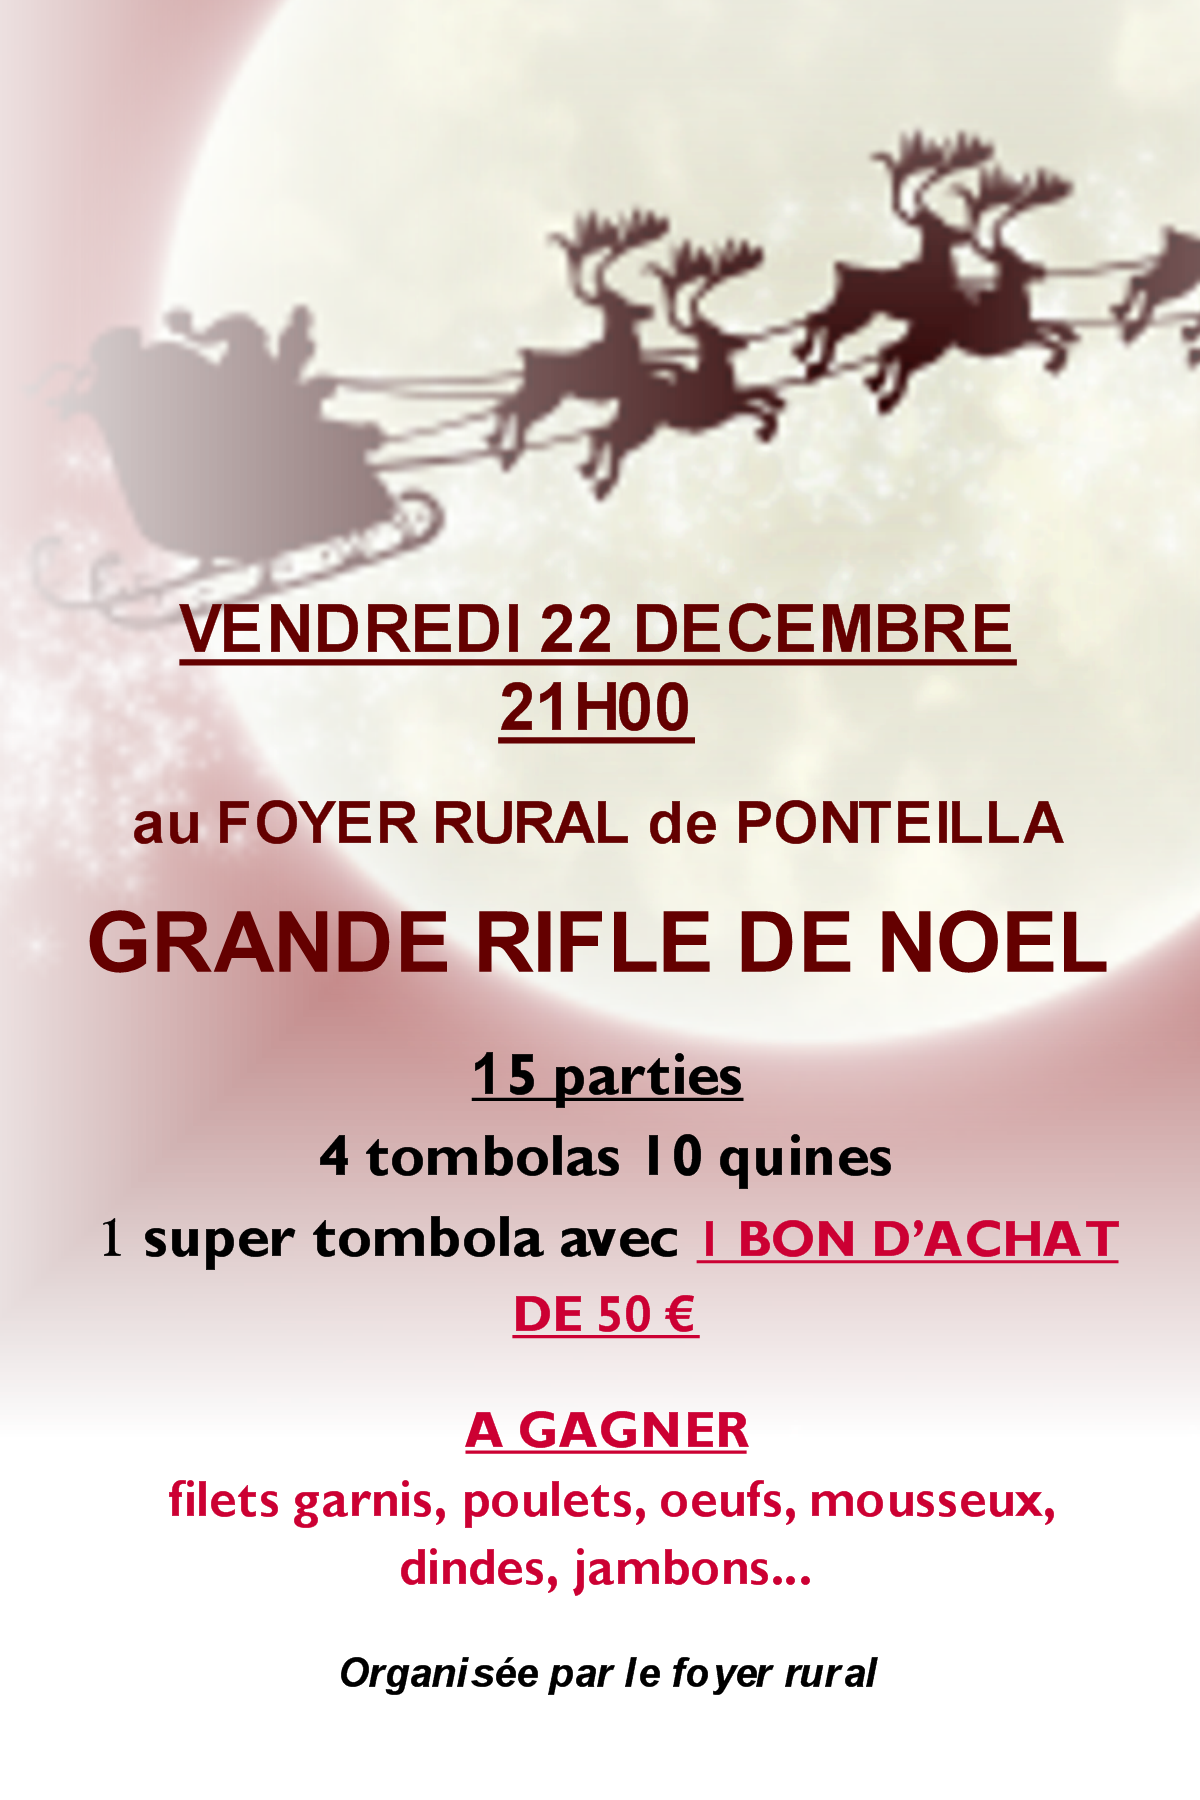 VENDREDI 22 DECEMBRE
21H00
au FOYER RURAL de PONTEILLA
GRANDE RIFLE DE NOEL
15 parties
4 tombolas 10 quines
1 super tombola avec 1 BON D’ACHAT
DE 50 €
A GAGNER
filets garnis, poulets, oeufs, mousseux,
dindes, jambons...
Organisée par le foyer rural